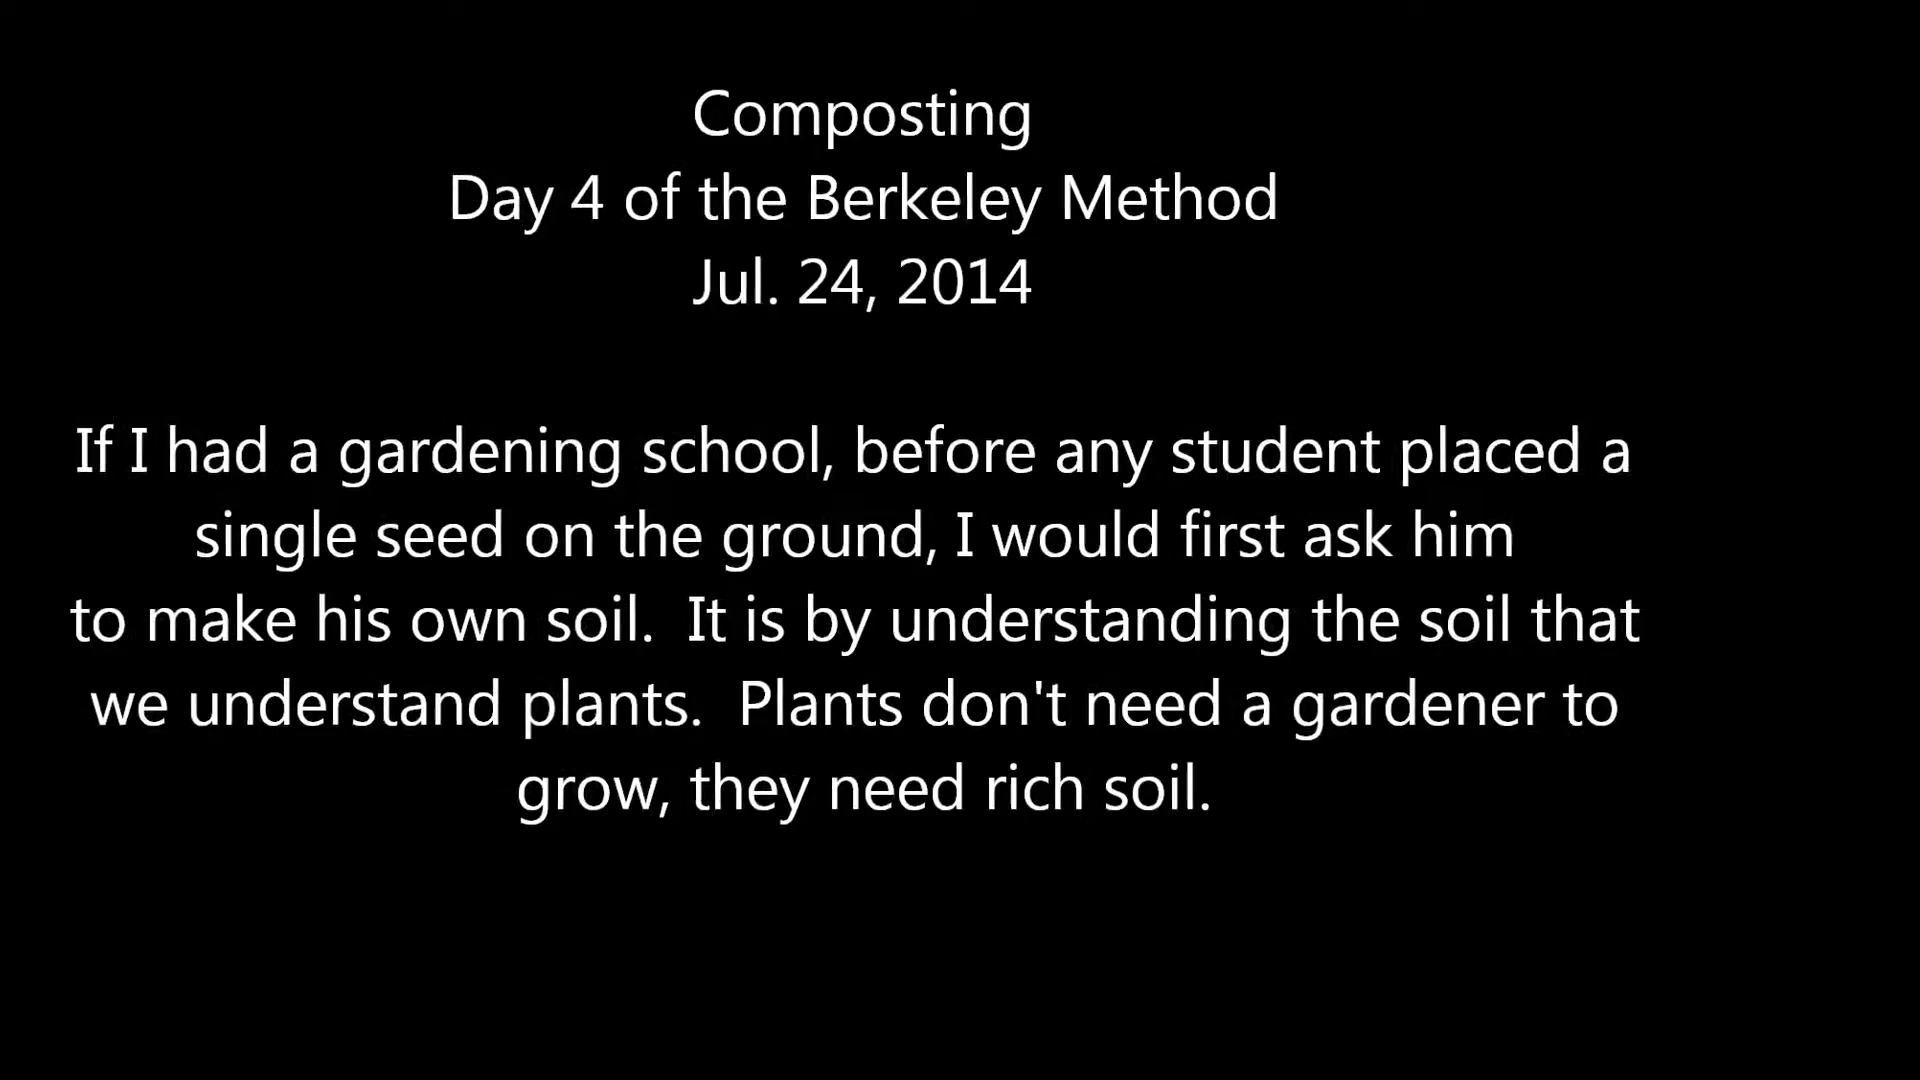 Composting
Day 4 of the Berkeley Method
Jul. 24, 2014
If I had a gardening school, before any student placed a
single seed on the ground, I would first ask him
to make his own soil.  It is by understanding the soil that
we understand plants.  Plants don't need a gardener to
grow, they need rich soil.